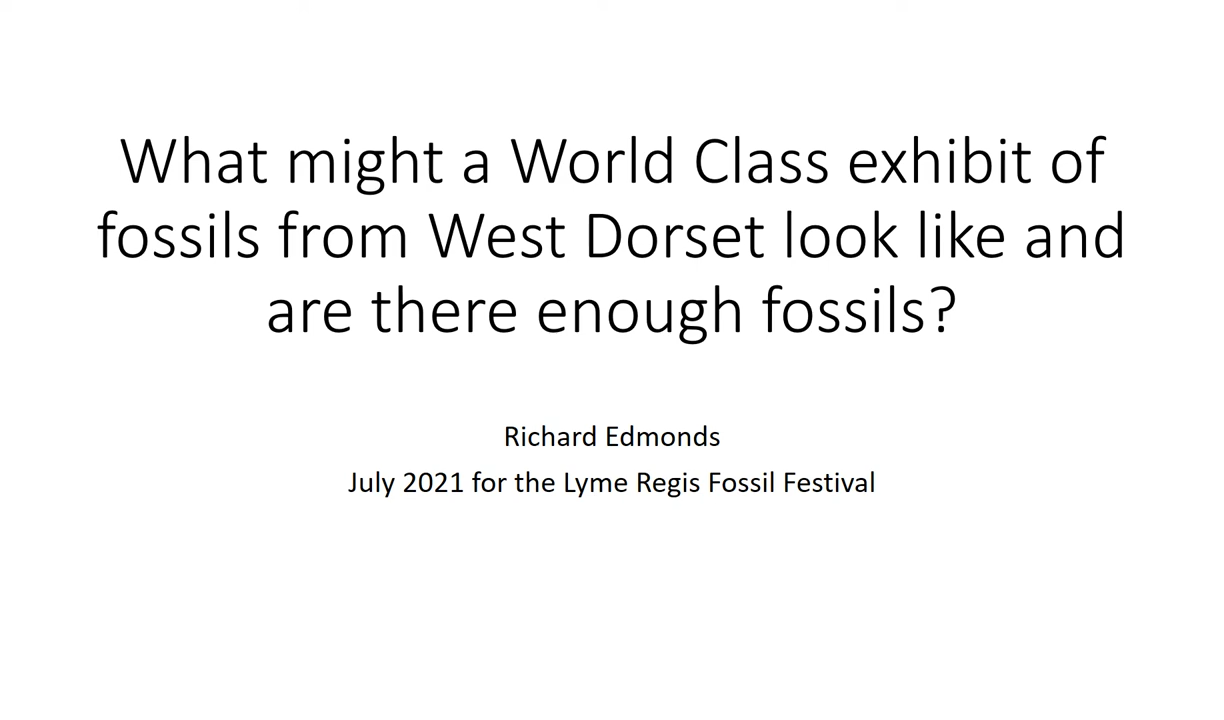 What might a World Class exhibit of
fossils from West Dorset look like and
are there enough fossils?
Richard Edmonds
July 2021 for the Lyme Regis Fossil Festival